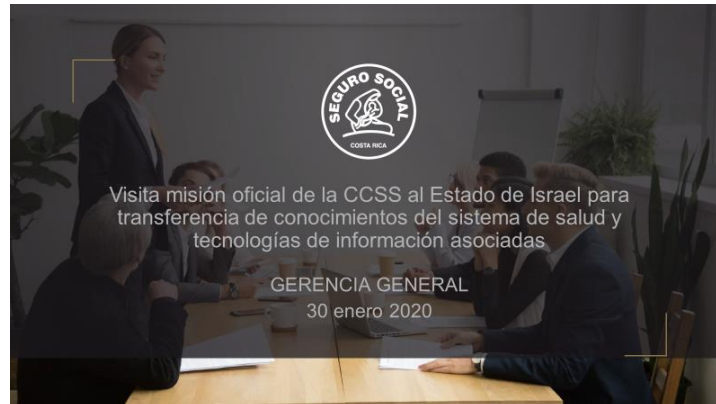 SEGURO SOCIAL
COSTA RICA
Visita misión oficial de la CCSS al Estado de Israel para
transferencia de conocimientos del sistema de salud y
tecnologías de información asociadas
GERENCIA GENERAL
30 enero 2020